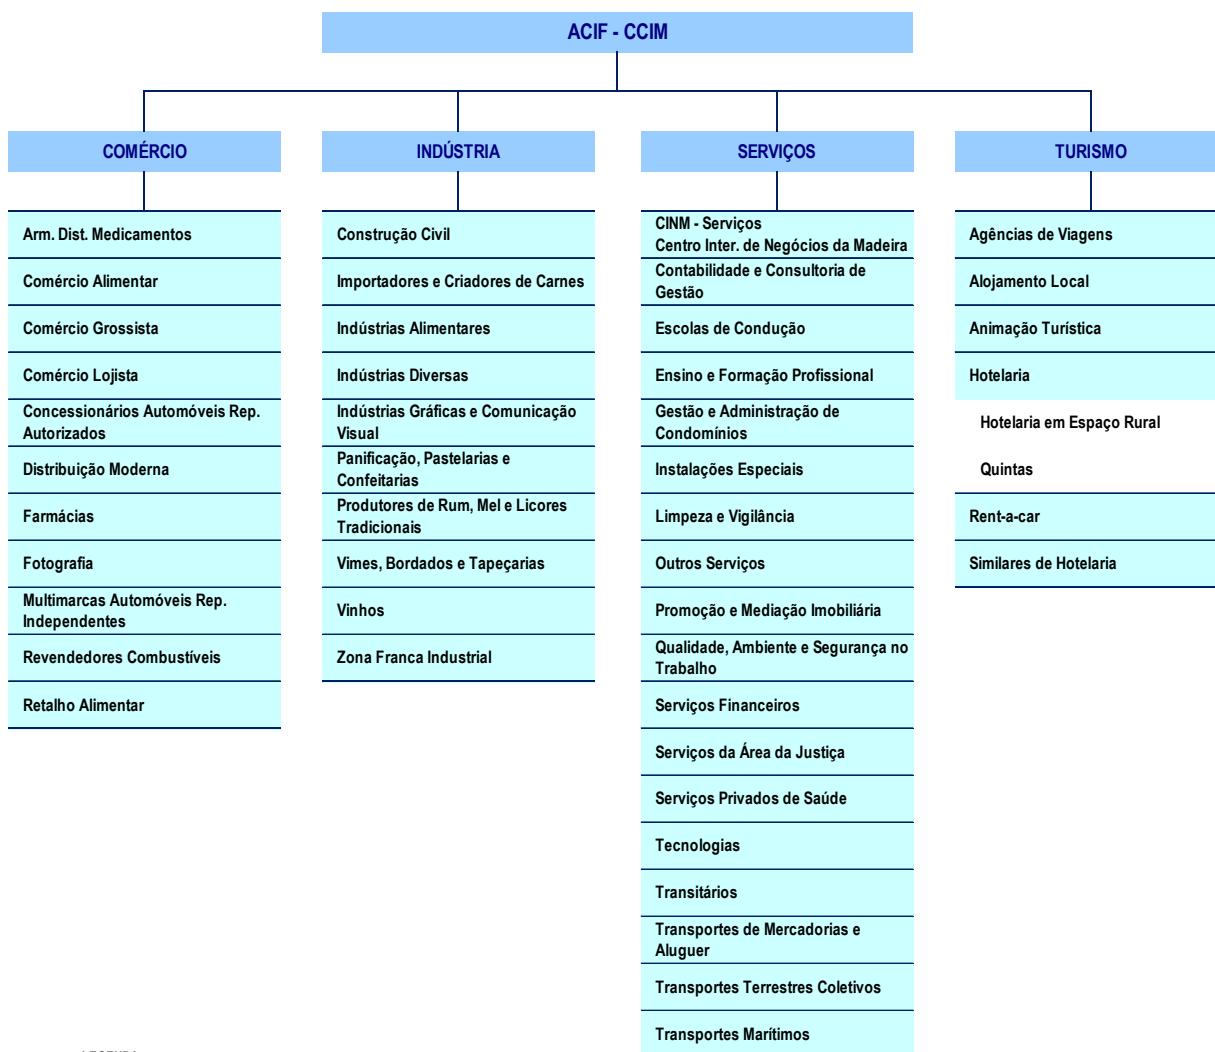 ACIF - CCIM
COMÉRCIO
Arm. Dist. Medicamentos
Comércio Alimentar
Comércio Grossista
Comércio Lojista
Concessionários Automóveis Rep.
Autorizados
Distribuição Moderna
Farmácias
Fotografia
Multimarcas Automóveis Rep.
Independentes
Revendedores Combustíveis
Retalho Alimentar
INDÚSTRIA
Construção Civil
Importadores e Criadores de Carnes
Indústrias Alimentares
Indústrias Diversas
Indústrias Gráficas e Comunicação
Visual
Panificação, Pastelarias e
Confeitarias
Produtores de Rum, Mel e Licores
Tradicionais
Vimes, Bordados e Tapeçarias
Vinhos
Zona Franca Industrial
SERVIÇOS
CINM - Serviços
Centro Inter. de Negócios da Madeira
Contabilidade e Consultoria de
Gestão
Escolas de Condução
Ensino e Formação Profissional
Gestão e Administração de
Condomínios
Instalações Especiais
Limpeza e Vigilância
Outros Serviços
Promoção e Mediação Imobiliária
Qualidade, Ambiente e Segurança no
Trabalho
Serviços Financeiros
Serviços da Área da Justiça
Serviços Privados de Saúde
Tecnologias
Transitários
Transportes de Mercadorias e
Aluguer
Transportes Terrestres Coletivos
Transportes Marítimos
TURISMO
Agências de Viagens
Alojamento Local
Animação Turística
Hotelaria
Hotelaria em Espaço Rural
Quintas
Rent-a-car
Similares de Hotelaria